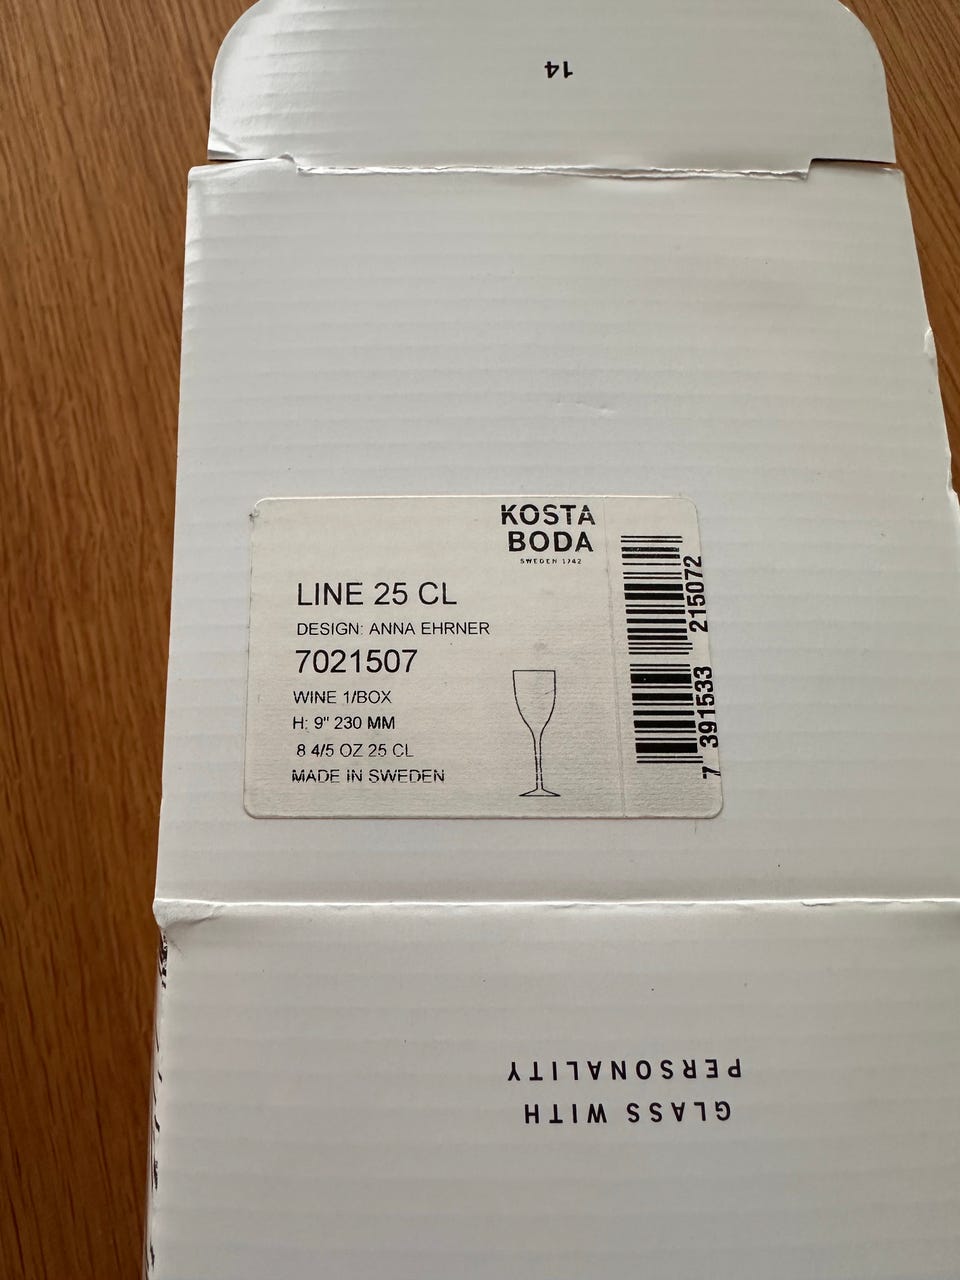 14
KOSTA
BODA
SWEDEN 1742
LINE 25 CL
DESIGN: ANNA EHRNER
7021507
WINE 1/BOX
H: 9" 230 MM
8 4/5 OZ 25 CL
MADE IN SWEDEN
7 391533 215072
GLASS WITH
PERSONALITY